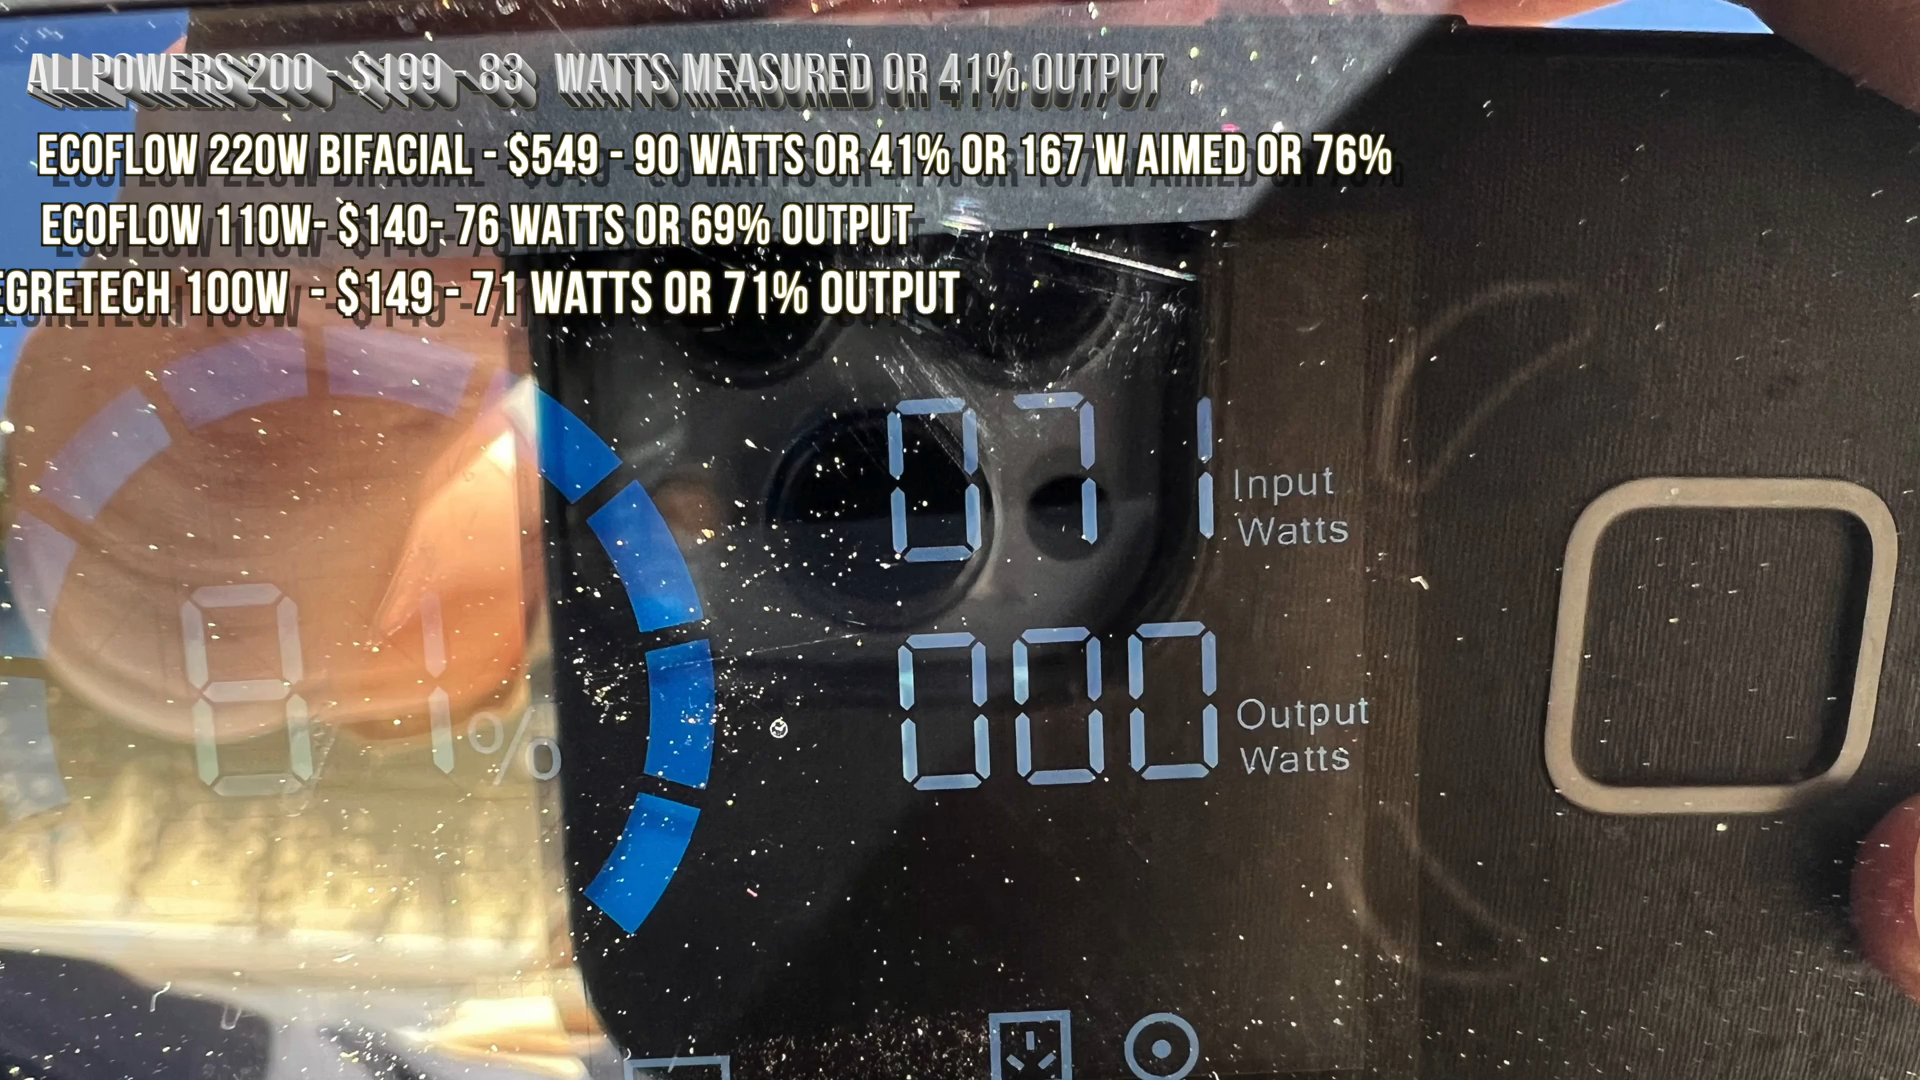 ALLPOWERS 200 - $199 - 83 WATTS MEASURED OR 41% OUTPUT
ECOFLOW 220W BIFACIAL - $549 - 90 WATTS OR 41% OR 167 W AIMED OR 76%
ECOFLOW 110W- $140- 76 WATTS OR 69% OUTPUT
EGRETECH 100W - $149 - 71 WATTS OR 71% OUTPUT
071 Input Watts
81%
000 Output Watts